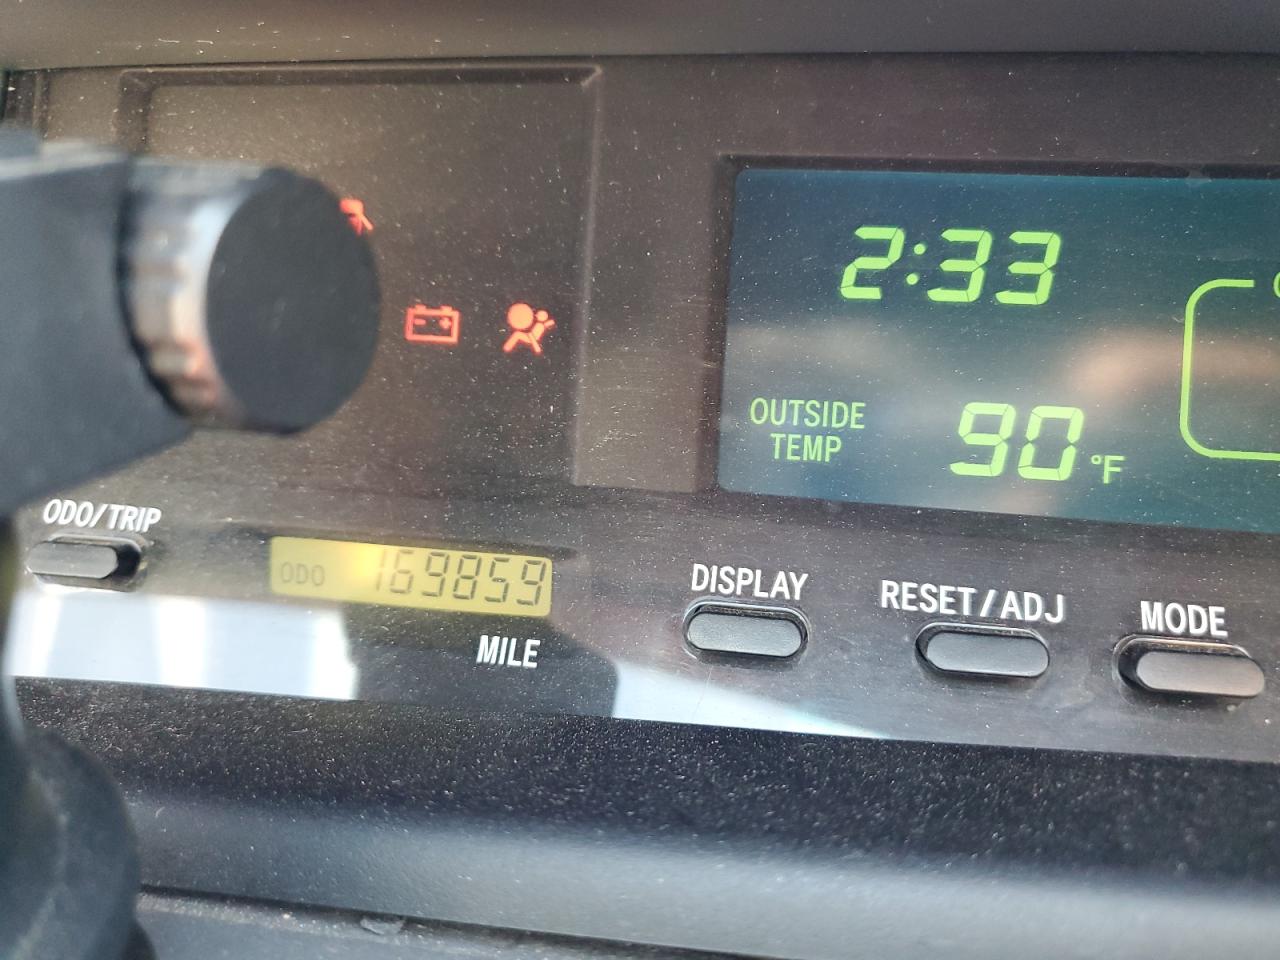 2:33
OUTSIDE
TEMP
90 °F
ODO/TRIP
ODO 169859
MILE
DISPLAY
RESET/ADJ
MODE